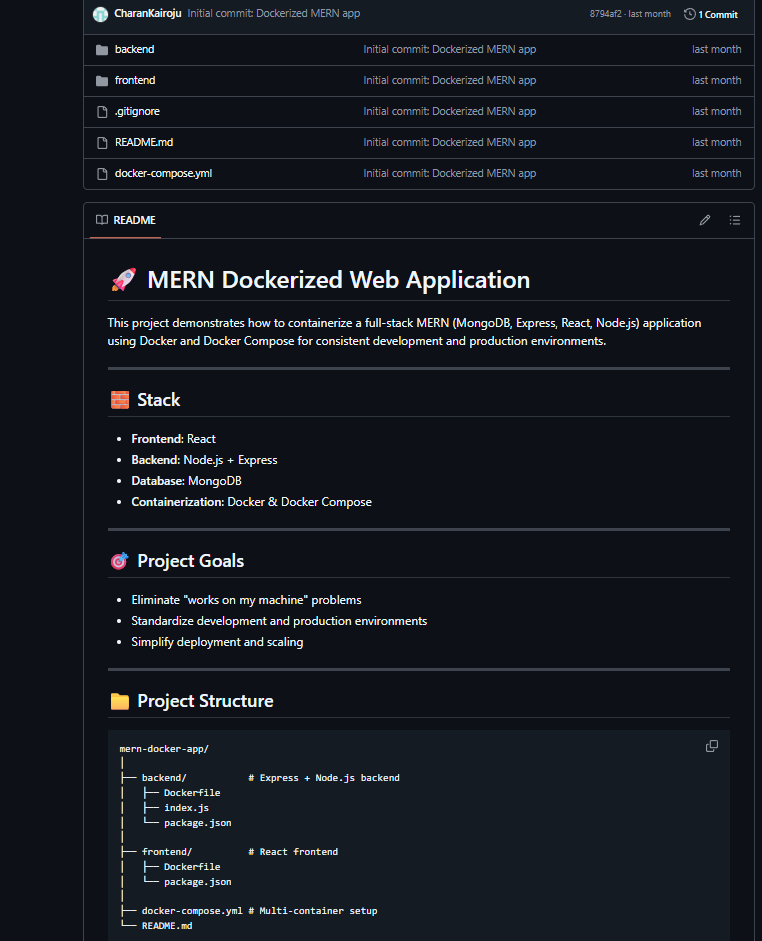 CharanKairoju Initial commit: Dockerized MERN app 8794af2 · last month 1 Commit
backend Initial commit: Dockerized MERN app last month
frontend Initial commit: Dockerized MERN app last month
.gitignore Initial commit: Dockerized MERN app last month
README.md Initial commit: Dockerized MERN app last month
docker-compose.yml Initial commit: Dockerized MERN app last month
README
🚀 MERN Dockerized Web Application
This project demonstrates how to containerize a full-stack MERN (MongoDB, Express, React, Node.js) application
using Docker and Docker Compose for consistent development and production environments.
🧱 Stack
• Frontend: React
• Backend: Node.js + Express
• Database: MongoDB
• Containerization: Docker & Docker Compose
🎯 Project Goals
• Eliminate "works on my machine" problems
• Standardize development and production environments
• Simplify deployment and scaling
📁 Project Structure
mern-docker-app/
│
├── backend/ # Express + Node.js backend
│ ├── Dockerfile
│ ├── index.js
│ └── package.json
│
├── frontend/ # React frontend
│ ├── Dockerfile
│ └── package.json
│
├── docker-compose.yml # Multi-container setup
└── README.md